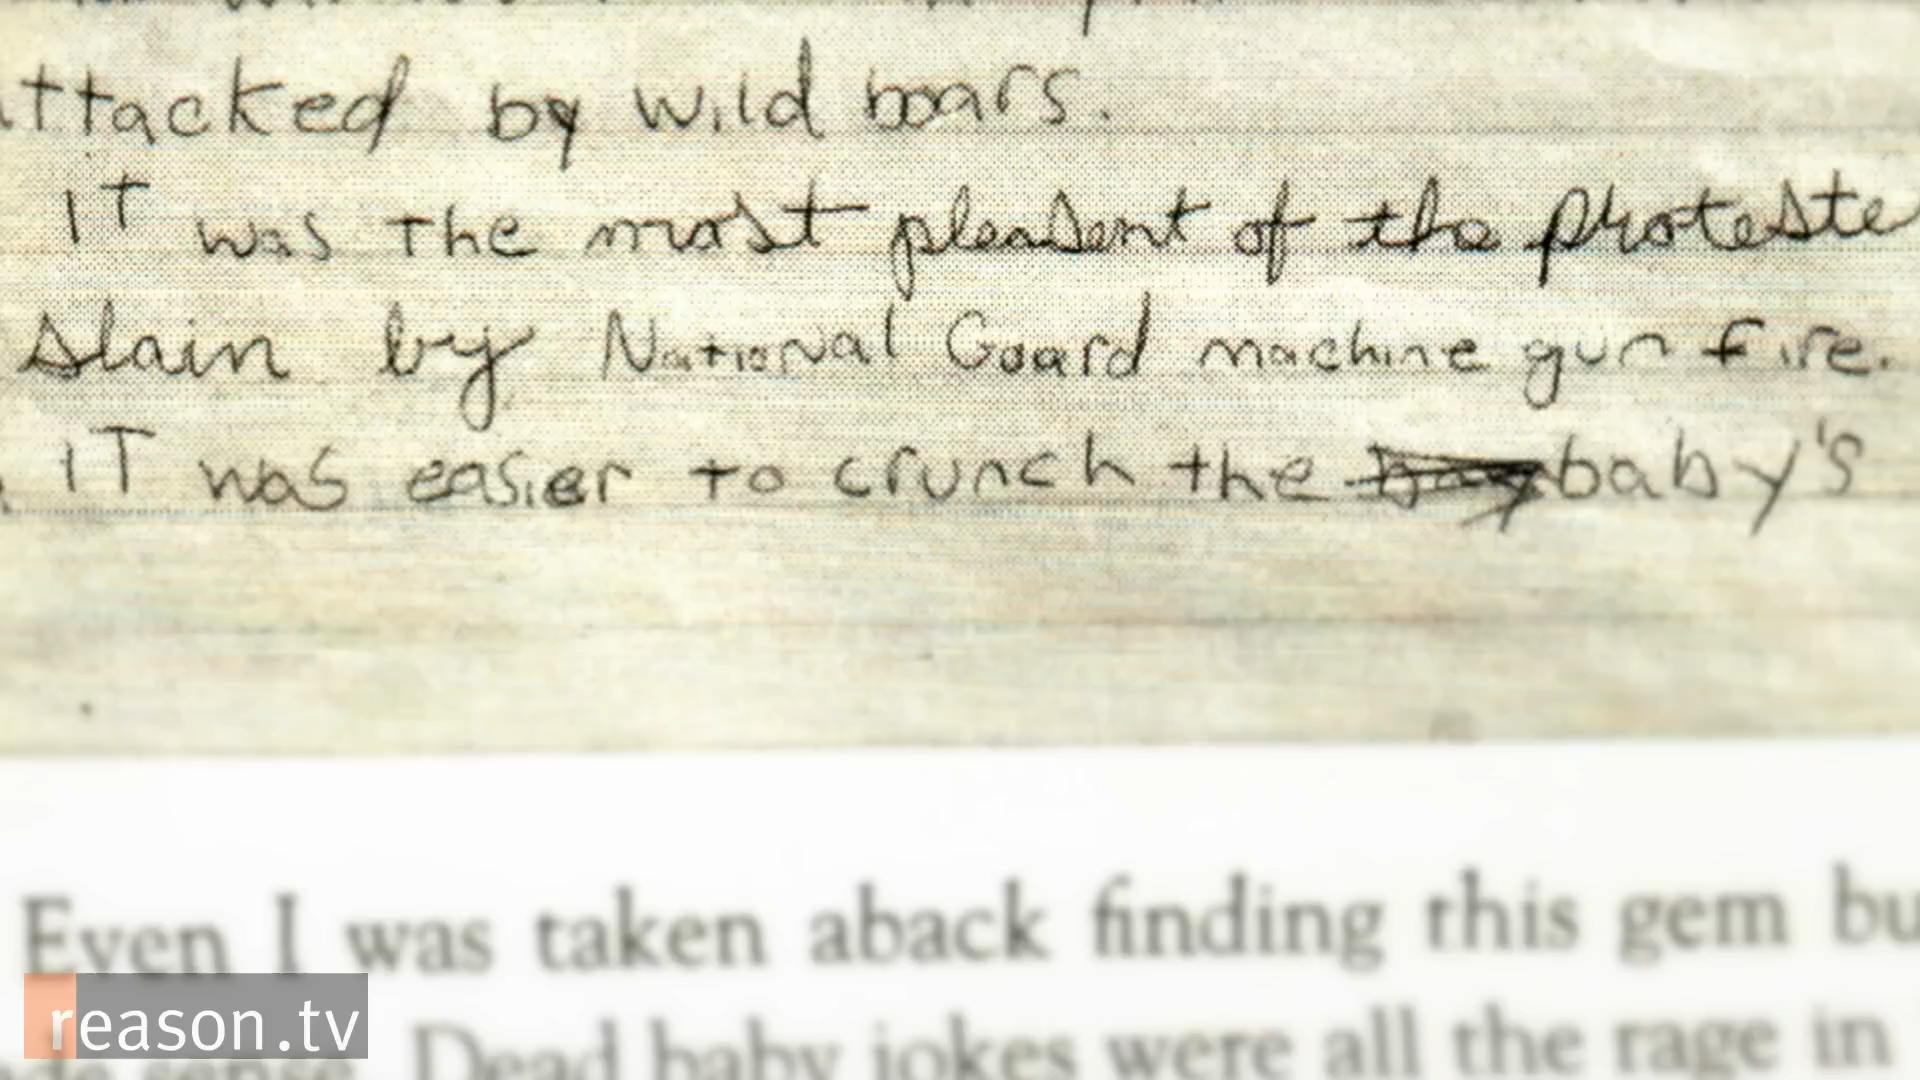 attacked by wild boars.
IT was the most pleasent of the proteste
slain by National Guard machine gun fire.
IT was easier to crunch the baby's
Even I was taken aback finding this gem bu
reason.tv
sense. Dead baby jokes were all the rage in